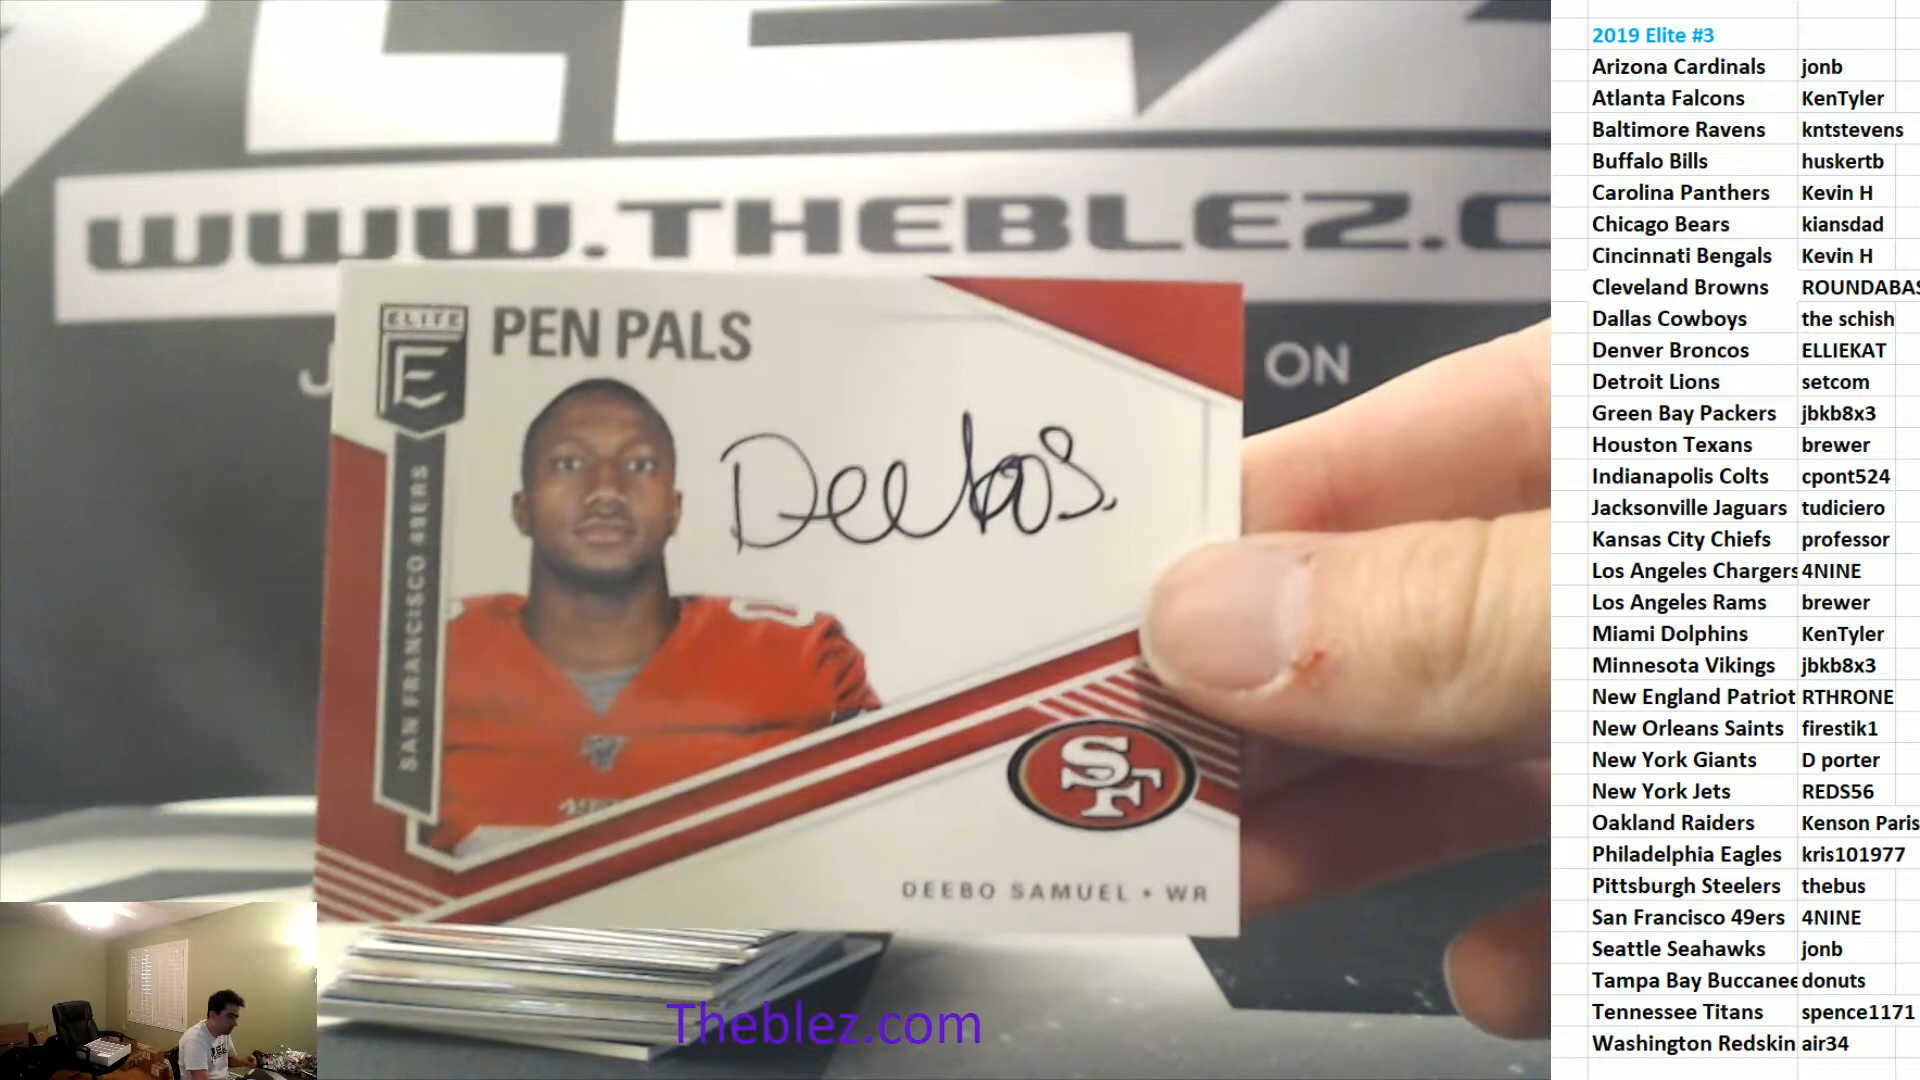 WWW.THEBLEZ.C
J
ON
ELITE
E
PEN PALS
Deebo S.
SAN FRANCISCO 49ERS
SF
DEEBO SAMUEL • WR
Theblez.com
2019 Elite #3
Arizona Cardinals jonb
Atlanta Falcons KenTyler
Baltimore Ravens kntstevens
Buffalo Bills huskertb
Carolina Panthers Kevin H
Chicago Bears kiansdad
Cincinnati Bengals Kevin H
Cleveland Browns ROUNDABAS
Dallas Cowboys the schish
Denver Broncos ELLIEKAT
Detroit Lions setcom
Green Bay Packers jbkb8x3
Houston Texans brewer
Indianapolis Colts cpont524
Jacksonville Jaguars tudiciero
Kansas City Chiefs professor
Los Angeles Chargers 4NINE
Los Angeles Rams brewer
Miami Dolphins KenTyler
Minnesota Vikings jbkb8x3
New England Patriot RTHRONE
New Orleans Saints firestik1
New York Giants D porter
New York Jets REDS56
Oakland Raiders Kenson Paris
Philadelphia Eagles kris101977
Pittsburgh Steelers thebus
San Francisco 49ers 4NINE
Seattle Seahawks jonb
Tampa Bay Buccanee donuts
Tennessee Titans spence1171
Washington Redskin air34